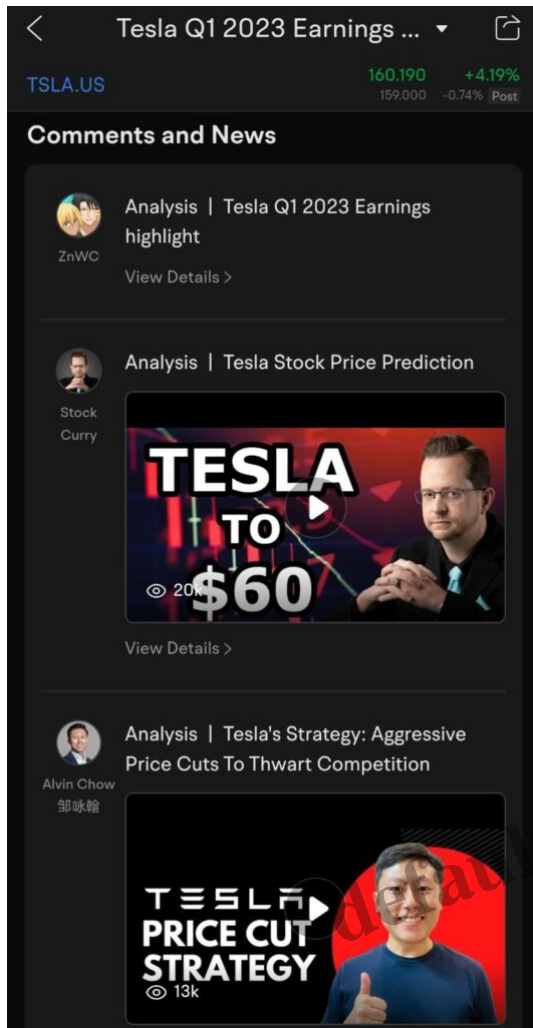 Tesla Q1 2023 Earnings ...
TSLA.US
160.190 +4.19%
159.000 -0.74% Post
Comments and News
Analysis | Tesla Q1 2023 Earnings
highlight
ZnWC
View Details >
Analysis | Tesla Stock Price Prediction
Stock
Curry
TESLA
TO
$60
20k
View Details >
Analysis | Tesla's Strategy: Aggressive
Price Cuts To Thwart Competition
Alvin Chow
邹咏翰
TESLA
PRICE CUT
STRATEGY
13k
default